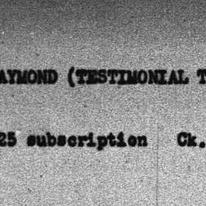 AYMOND (TESTIMONIAL T
25 subscription Ck.